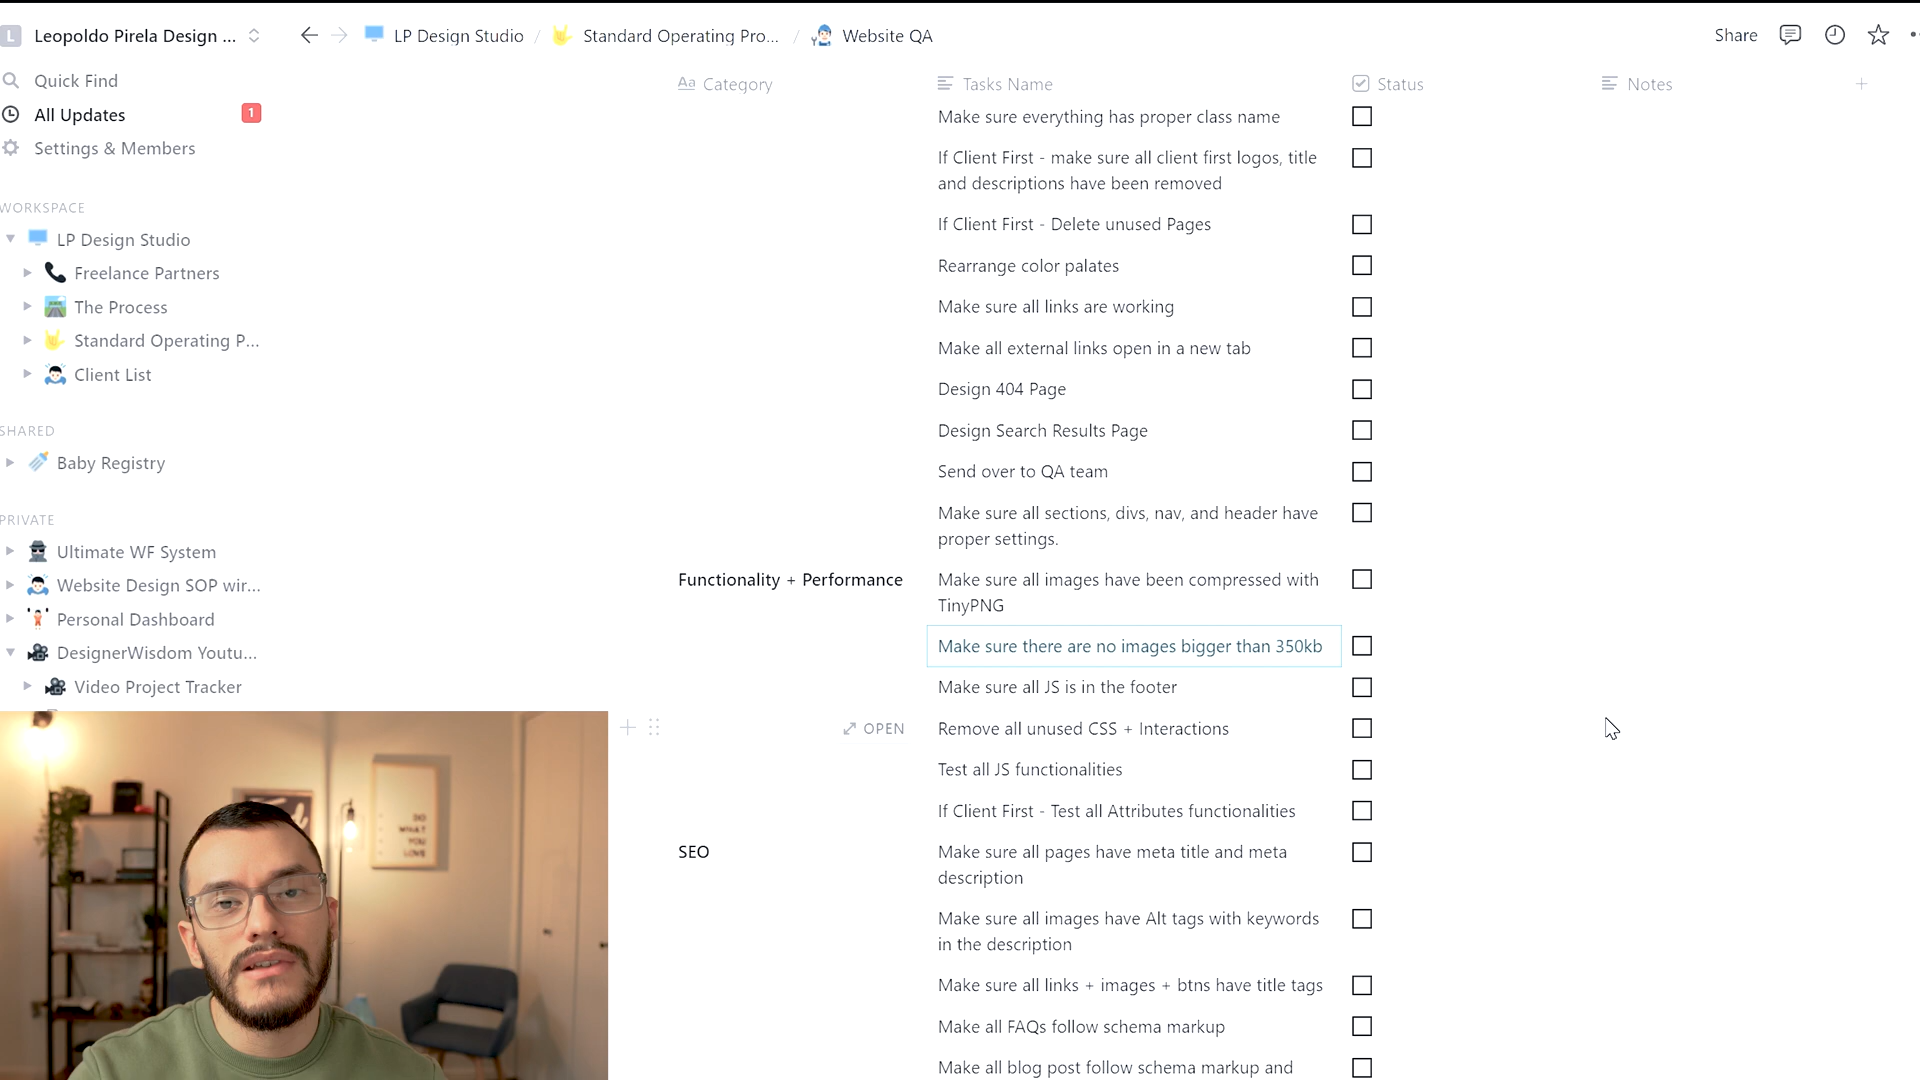 L Leopoldo Pirela Design ... LP Design Studio / Standard Operating Pro... / Website QA Share
Quick Find
All Updates 1
Settings & Members
WORKSPACE
LP Design Studio
Freelance Partners
The Process
Standard Operating P...
Client List
SHARED
Baby Registry
PRIVATE
Ultimate WF System
Website Design SOP wir...
Personal Dashboard
DesignerWisdom Youtu...
Video Project Tracker
Aa Category Tasks Name Status Notes
Make sure everything has proper class name
If Client First - make sure all client first logos, title
and descriptions have been removed
If Client First - Delete unused Pages
Rearrange color palates
Make sure all links are working
Make all external links open in a new tab
Design 404 Page
Design Search Results Page
Send over to QA team
Make sure all sections, divs, nav, and header have
proper settings.
Functionality + Performance Make sure all images have been compressed with
TinyPNG
Make sure there are no images bigger than 350kb
Make sure all JS is in the footer
OPEN Remove all unused CSS + Interactions
Test all JS functionalities
If Client First - Test all Attributes functionalities
SEO Make sure all pages have meta title and meta
description
Make sure all images have Alt tags with keywords
in the description
Make sure all links + images + btns have title tags
Make all FAQs follow schema markup
Make all blog post follow schema markup and
DO
WHAT
YOU
LOVE